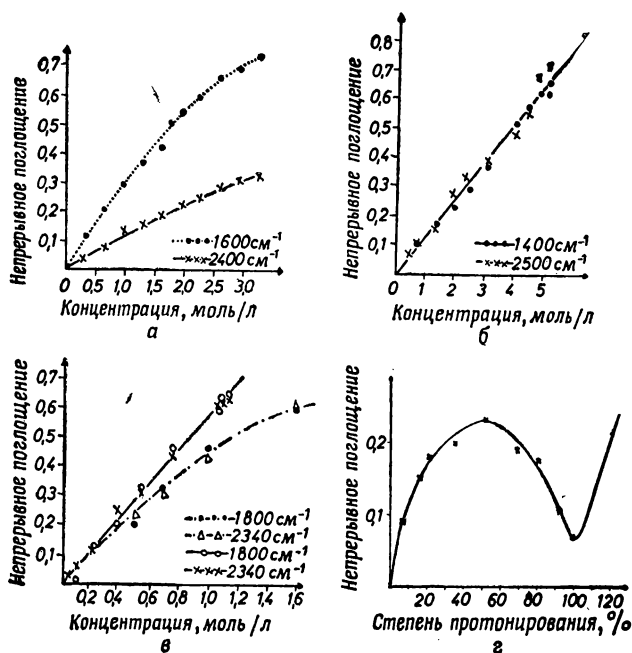 Непрерывное поглощение
0,7
0,6
0,5
0,4
0,3
0,2
0,1
0 0,5 1,0 1,5 2,0 2,5 3,0
1600 см⁻¹
2400 см⁻¹
Концентрация, моль/л
а
Непрерывное поглощение
0,8
0,7
0,6
0,5
0,4
0,3
0,2
0,1
0 1 2 3 4 5
1400 см⁻¹
2500 см⁻¹
Концентрация, моль/л
б
Непрерывное поглощение
0,7
0,6
0,5
0,4
0,3
0,2
0,1
0,2 0,4 0,6 0,8 1,0 1,2 1,4 1,6
1800 см⁻¹
2340 см⁻¹
1800 см⁻¹
2340 см⁻¹
Концентрация, моль/л
в
Непрерывное поглощение
0,2
0,1
20 40 60 80 100 120
Степень протонирования, %
г